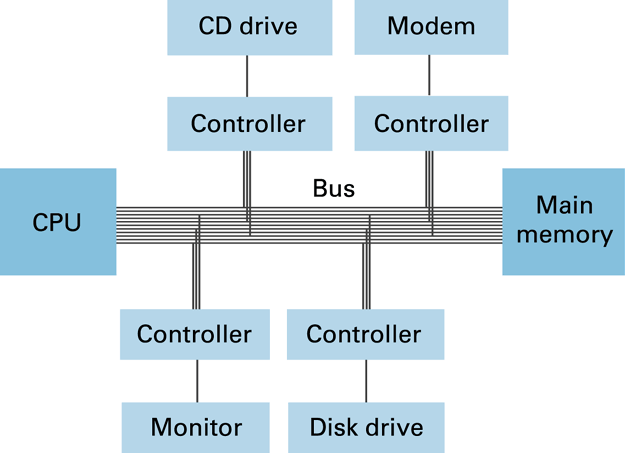 CD drive
Modem
Controller
Controller
Bus
CPU
Main
memory
Controller
Controller
Monitor
Disk drive